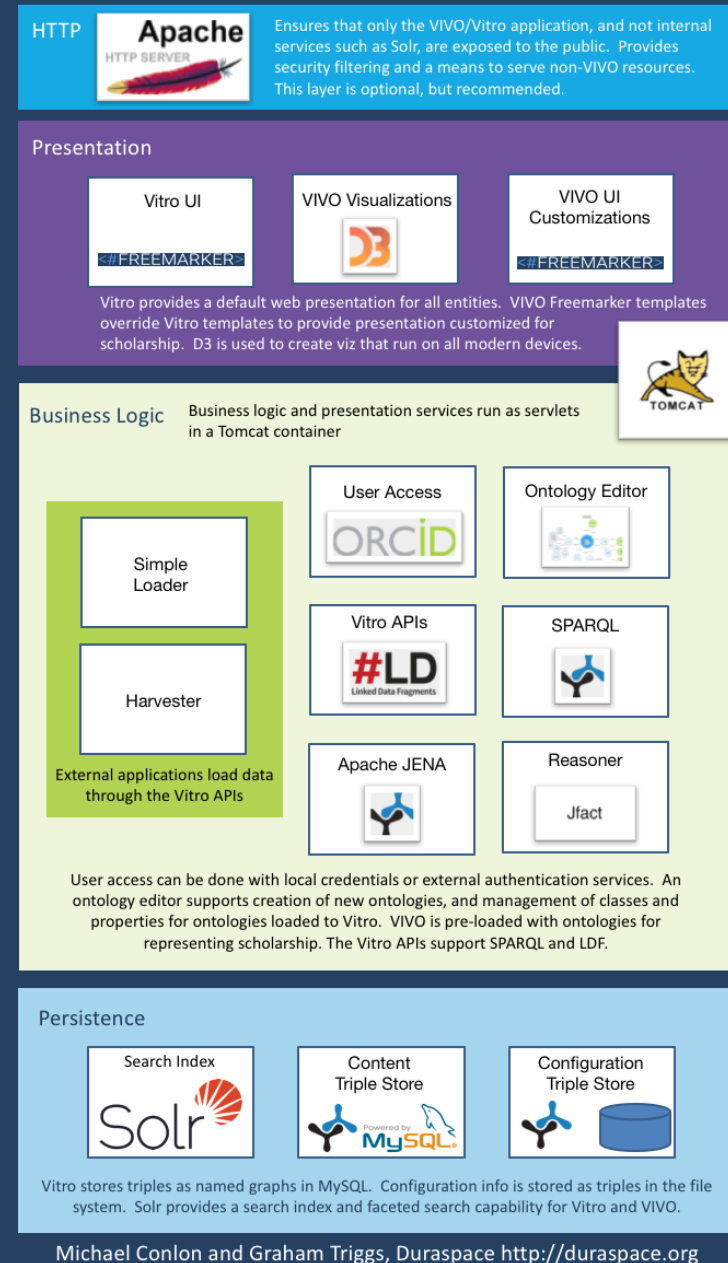 HTTP
Apache
HTTP SERVER
Ensures that only the VIVO/Vitro application, and not internal
services such as Solr, are exposed to the public. Provides
security filtering and a means to serve non-VIVO resources.
This layer is optional, but recommended.
Presentation
Vitro UI
<#FREEMARKER>
VIVO Visualizations
D3
VIVO UI
Customizations
<#FREEMARKER>
Vitro provides a default web presentation for all entities. VIVO Freemarker templates
override Vitro templates to provide presentation customized for
scholarship. D3 is used to create viz that run on all modern devices.
TOMCAT
Business Logic
Business logic and presentation services run as servlets
in a Tomcat container
Simple
Loader
Harvester
External applications load data
through the Vitro APIs
User Access
ORCiD
Ontology Editor
Vitro APIs
#LD
Linked Data Fragments
SPARQL
Apache JENA
Reasoner
Jfact
User access can be done with local credentials or external authentication services. An
ontology editor supports creation of new ontologies, and management of classes and
properties for ontologies loaded to Vitro. VIVO is pre-loaded with ontologies for
representing scholarship. The Vitro APIs support SPARQL and LDF.
Persistence
Search Index
Solr
Content
Triple Store
Powered by
MySQL
Configuration
Triple Store
Vitro stores triples as named graphs in MySQL. Configuration info is stored as triples in the file
system. Solr provides a search index and faceted search capability for Vitro and VIVO.
Michael Conlon and Graham Triggs, Duraspace http://duraspace.org